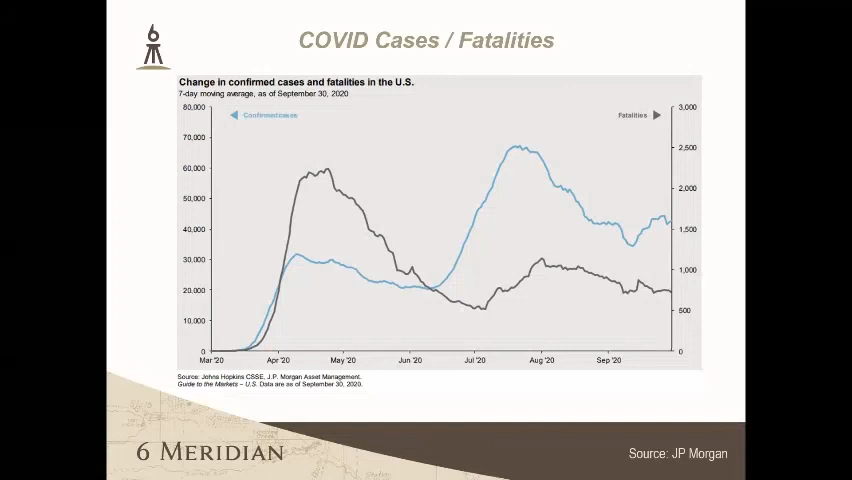 6
COVID Cases / Fatalities
Change in confirmed cases and fatalities in the U.S.
7-day moving average, as of September 30, 2020
80,000
Confirmed cases
Fatalities
3,000
70,000
2,500
60,000
2,000
50,000
40,000
1,500
30,000
1,000
20,000
500
10,000
0
0
Mar '20
Apr '20
May '20
Jun '20
Jul '20
Aug '20
Sep '20
Source: Johns Hopkins CSSE, J.P. Morgan Asset Management.
Guide to the Markets – U.S. Data are as of September 30, 2020.
6 MERIDIAN
Source: JP Morgan